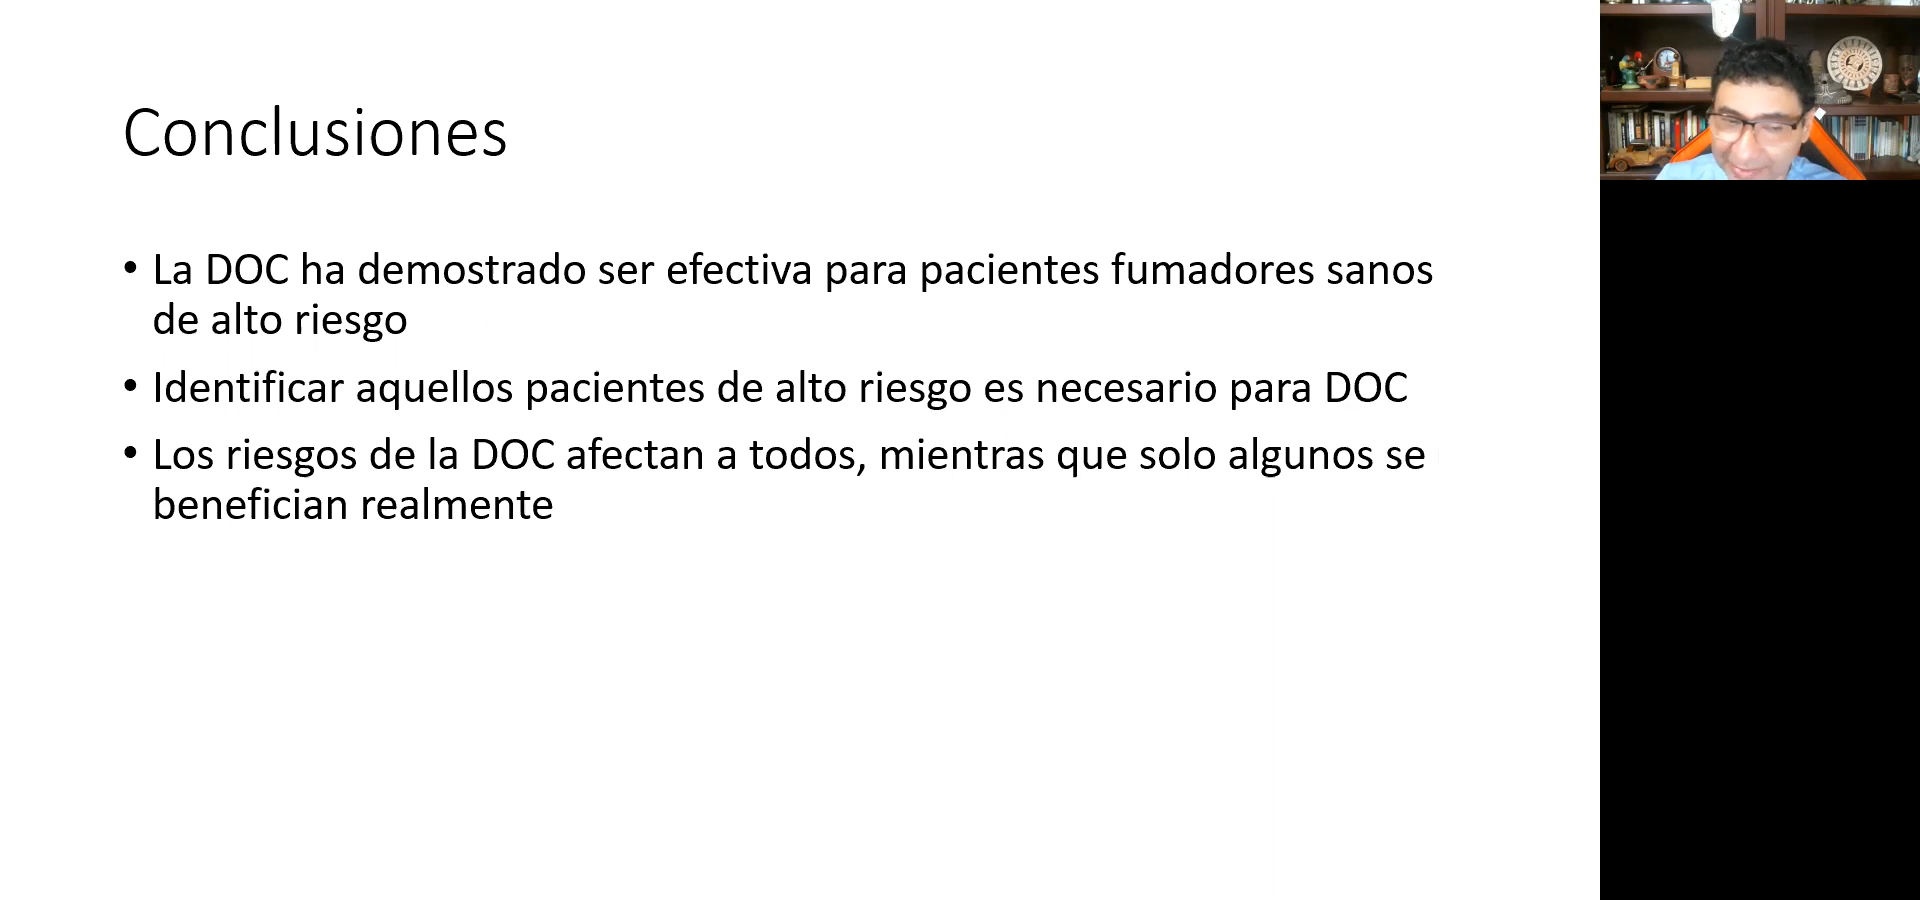 Conclusiones
• La DOC ha demostrado ser efectiva para pacientes fumadores sanos
de alto riesgo
• Identificar aquellos pacientes de alto riesgo es necesario para DOC
• Los riesgos de la DOC afectan a todos, mientras que solo algunos se
benefician realmente